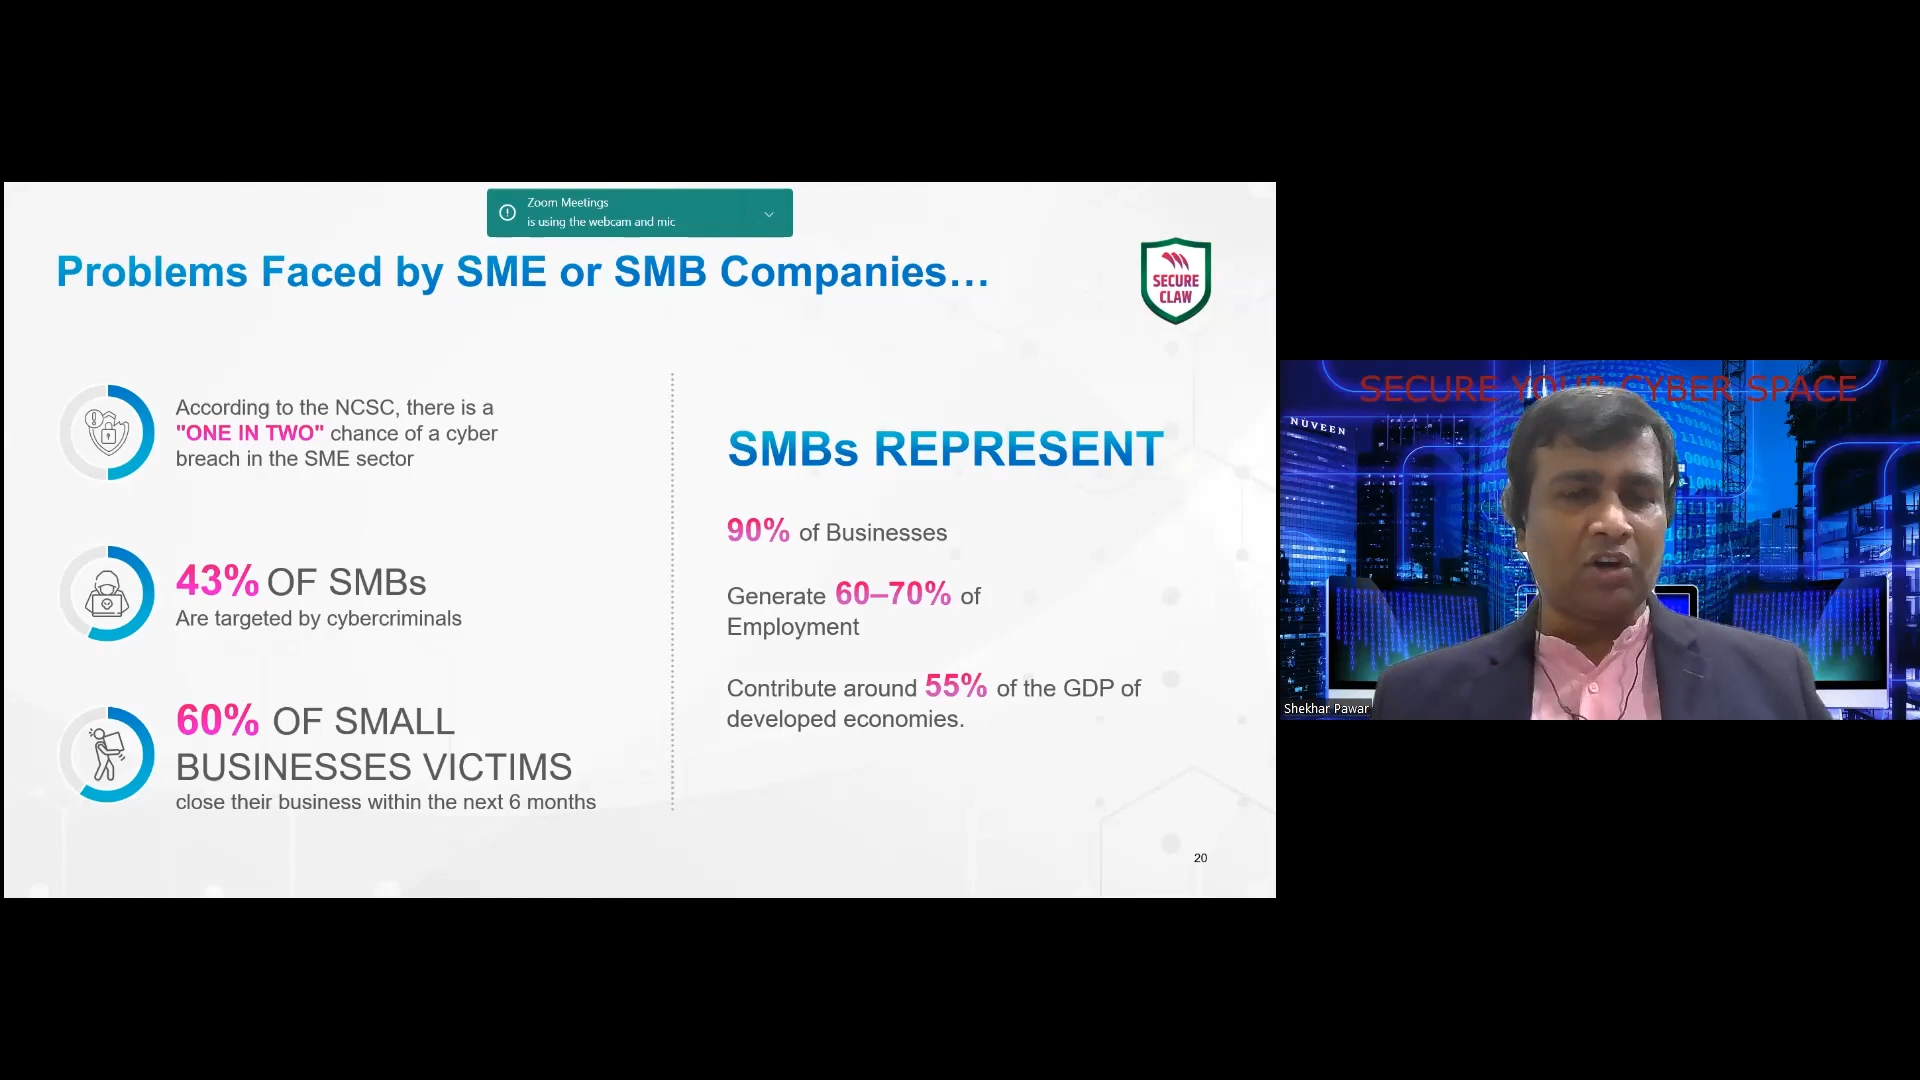 Zoom Meetings
is using the webcam and mic
Problems Faced by SME or SMB Companies...
SECURE
CLAW
According to the NCSC, there is a
"ONE IN TWO" chance of a cyber
breach in the SME sector
43% OF SMBs
Are targeted by cybercriminals
60% OF SMALL
BUSINESSES VICTIMS
close their business within the next 6 months
SMBs REPRESENT
90% of Businesses
Generate 60–70% of
Employment
Contribute around 55% of the GDP of
developed economies.
20
SECURE YOUR CYBER SPACE
NUVEEN
Shekhar Pawar